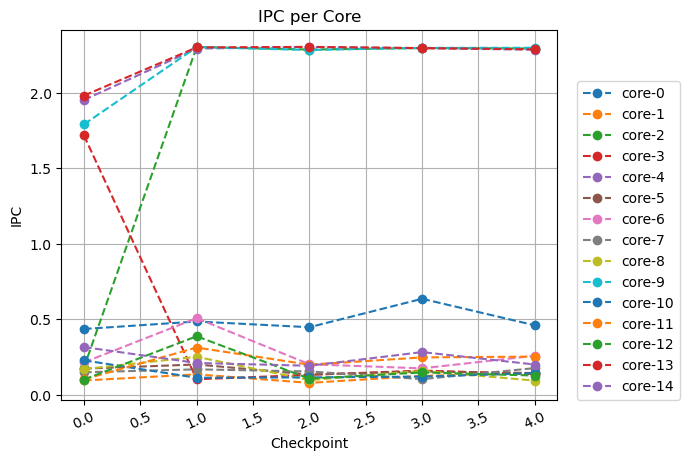 IPC per Core
IPC
2.0
1.5
1.0
0.5
0.0
0.0
0.5
1.0
1.5
2.0
2.5
3.0
3.5
4.0
Checkpoint
core-0
core-1
core-2
core-3
core-4
core-5
core-6
core-7
core-8
core-9
core-10
core-11
core-12
core-13
core-14